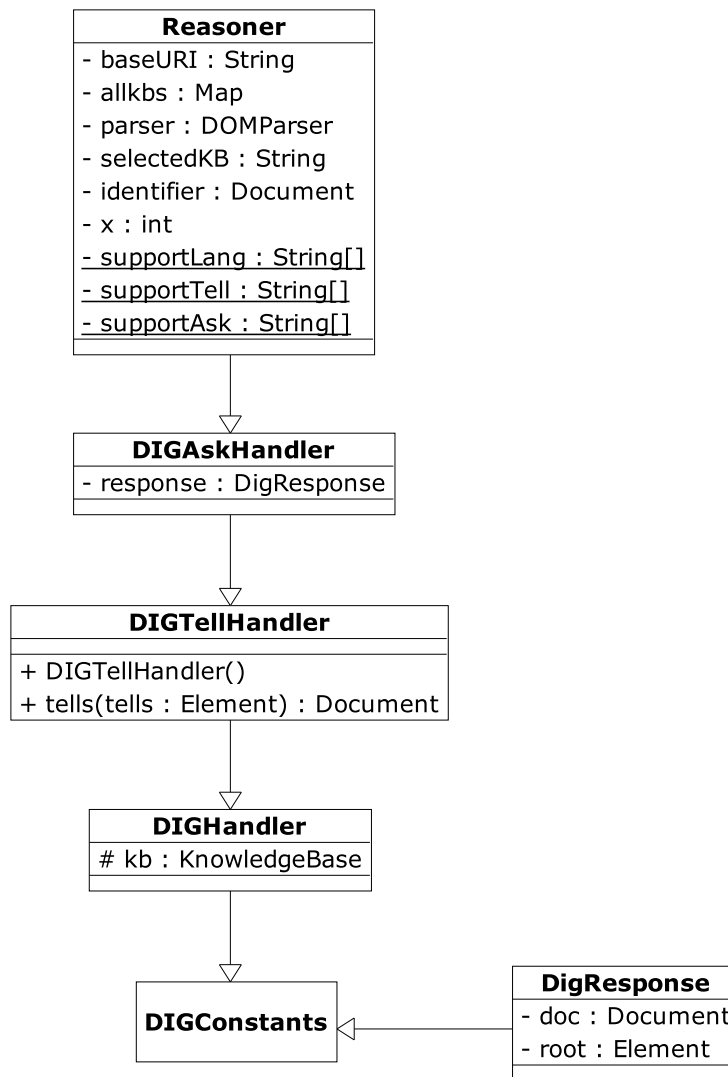 Reasoner
- baseURI : String
- allkbs : Map
- parser : DOMParser
- selectedKB : String
- identifier : Document
- x : int
- supportLang : String[]
- supportTell : String[]
- supportAsk : String[]
DIGAskHandler
- response : DigResponse
DIGTellHandler
+ DIGTellHandler()
+ tells(tells : Element) : Document
DIGHandler
# kb : KnowledgeBase
DIGConstants
DigResponse
- doc : Document
- root : Element